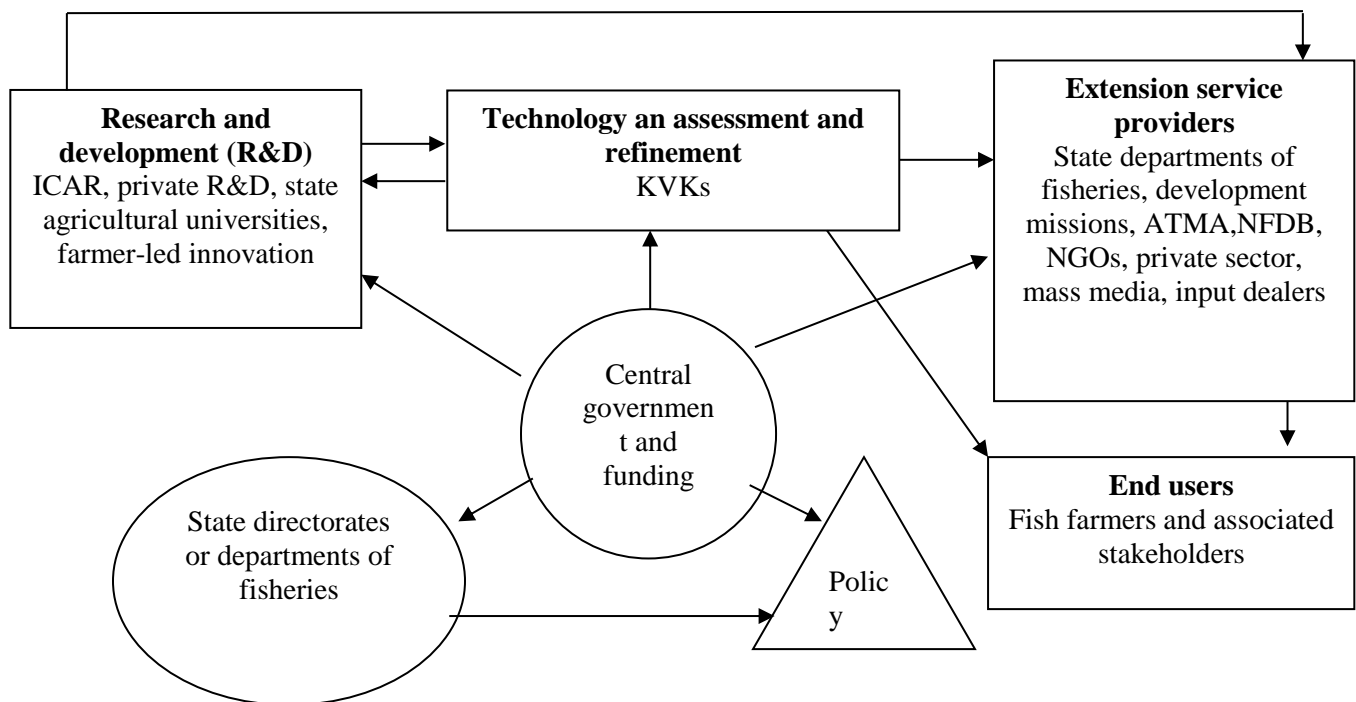 Research and
development (R&D)
ICAR, private R&D, state
agricultural universities,
farmer-led innovation
Technology an assessment and
refinement
KVKs
Extension service
providers
State departments of
fisheries, development
missions, ATMA,NFDB,
NGOs, private sector,
mass media, input dealers
Central
governmen
t and
funding
State directorates
or departments of
fisheries
Polic
y
End users
Fish farmers and associated
stakeholders